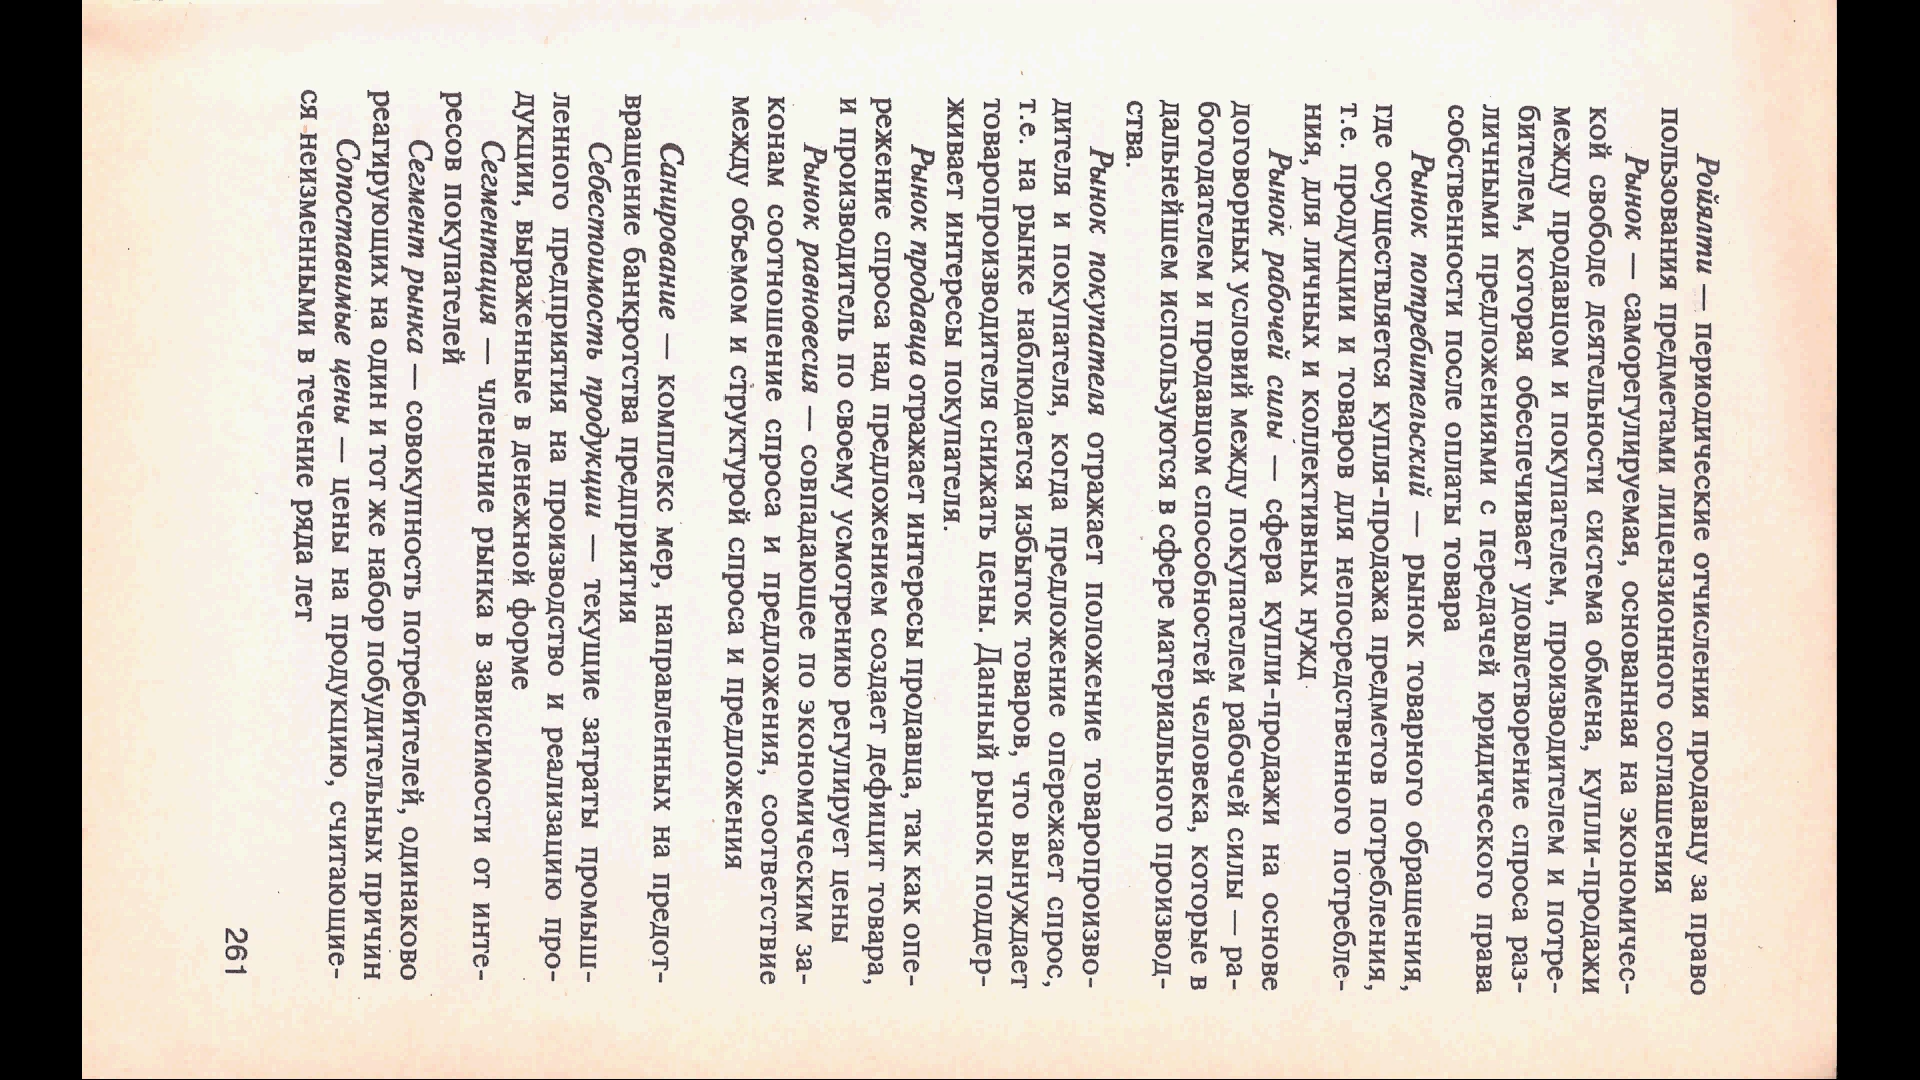 Ройялти — периодические отчисления продавцу за право
пользования предметами лицензионного соглашения
Рынок — саморегулируемая, основанная на экономичес-
кой свободе деятельности система обмена, купли-продажи
между продавцом и покупателем, производителем и потре-
бителем, которая обеспечивает удовлетворение спроса раз-
личными предложениями с передачей юридического права
собственности после оплаты товара
Рынок потребительский — рынок товарного обращения,
где осуществляется купля-продажа предметов потребления,
т.е. продукции и товаров для непосредственного потребле-
ния, для личных и коллективных нужд
Рынок рабочей силы — сфера купли-продажи на основе
договорных условий между покупателем рабочей силы — ра-
ботодателем и продавцом способностей человека, которые в
дальнейшем используются в сфере материального производ-
ства.
Рынок покупателя отражает положение товаропроизво-
дителя и покупателя, когда предложение опережает спрос,
т.е. на рынке наблюдается избыток товаров, что вынуждает
товаропроизводителя снижать цены. Данный рынок поддер-
живает интересы покупателя.
Рынок продавца отражает интересы продавца, так как опе-
режение спроса над предложением создает дефицит товара,
и производитель по своему усмотрению регулирует цены
Рынок равновесия — совпадающее по экономическим за-
конам соотношение спроса и предложения, соответствие
между объемом и структурой спроса и предложения
Санирование — комплекс мер, направленных на предот-
вращение банкротства предприятия
Себестоимость продукции — текущие затраты промыш-
ленного предприятия на производство и реализацию про-
дукции, выраженные в денежной форме
Сегментация — членение рынка в зависимости от инте-
ресов покупателей
Сегмент рынка — совокупность потребителей, одинаково
реагирующих на один и тот же набор побудительных причин
Сопоставимые цены — цены на продукцию, считающие-
ся неизменными в течение ряда лет
261